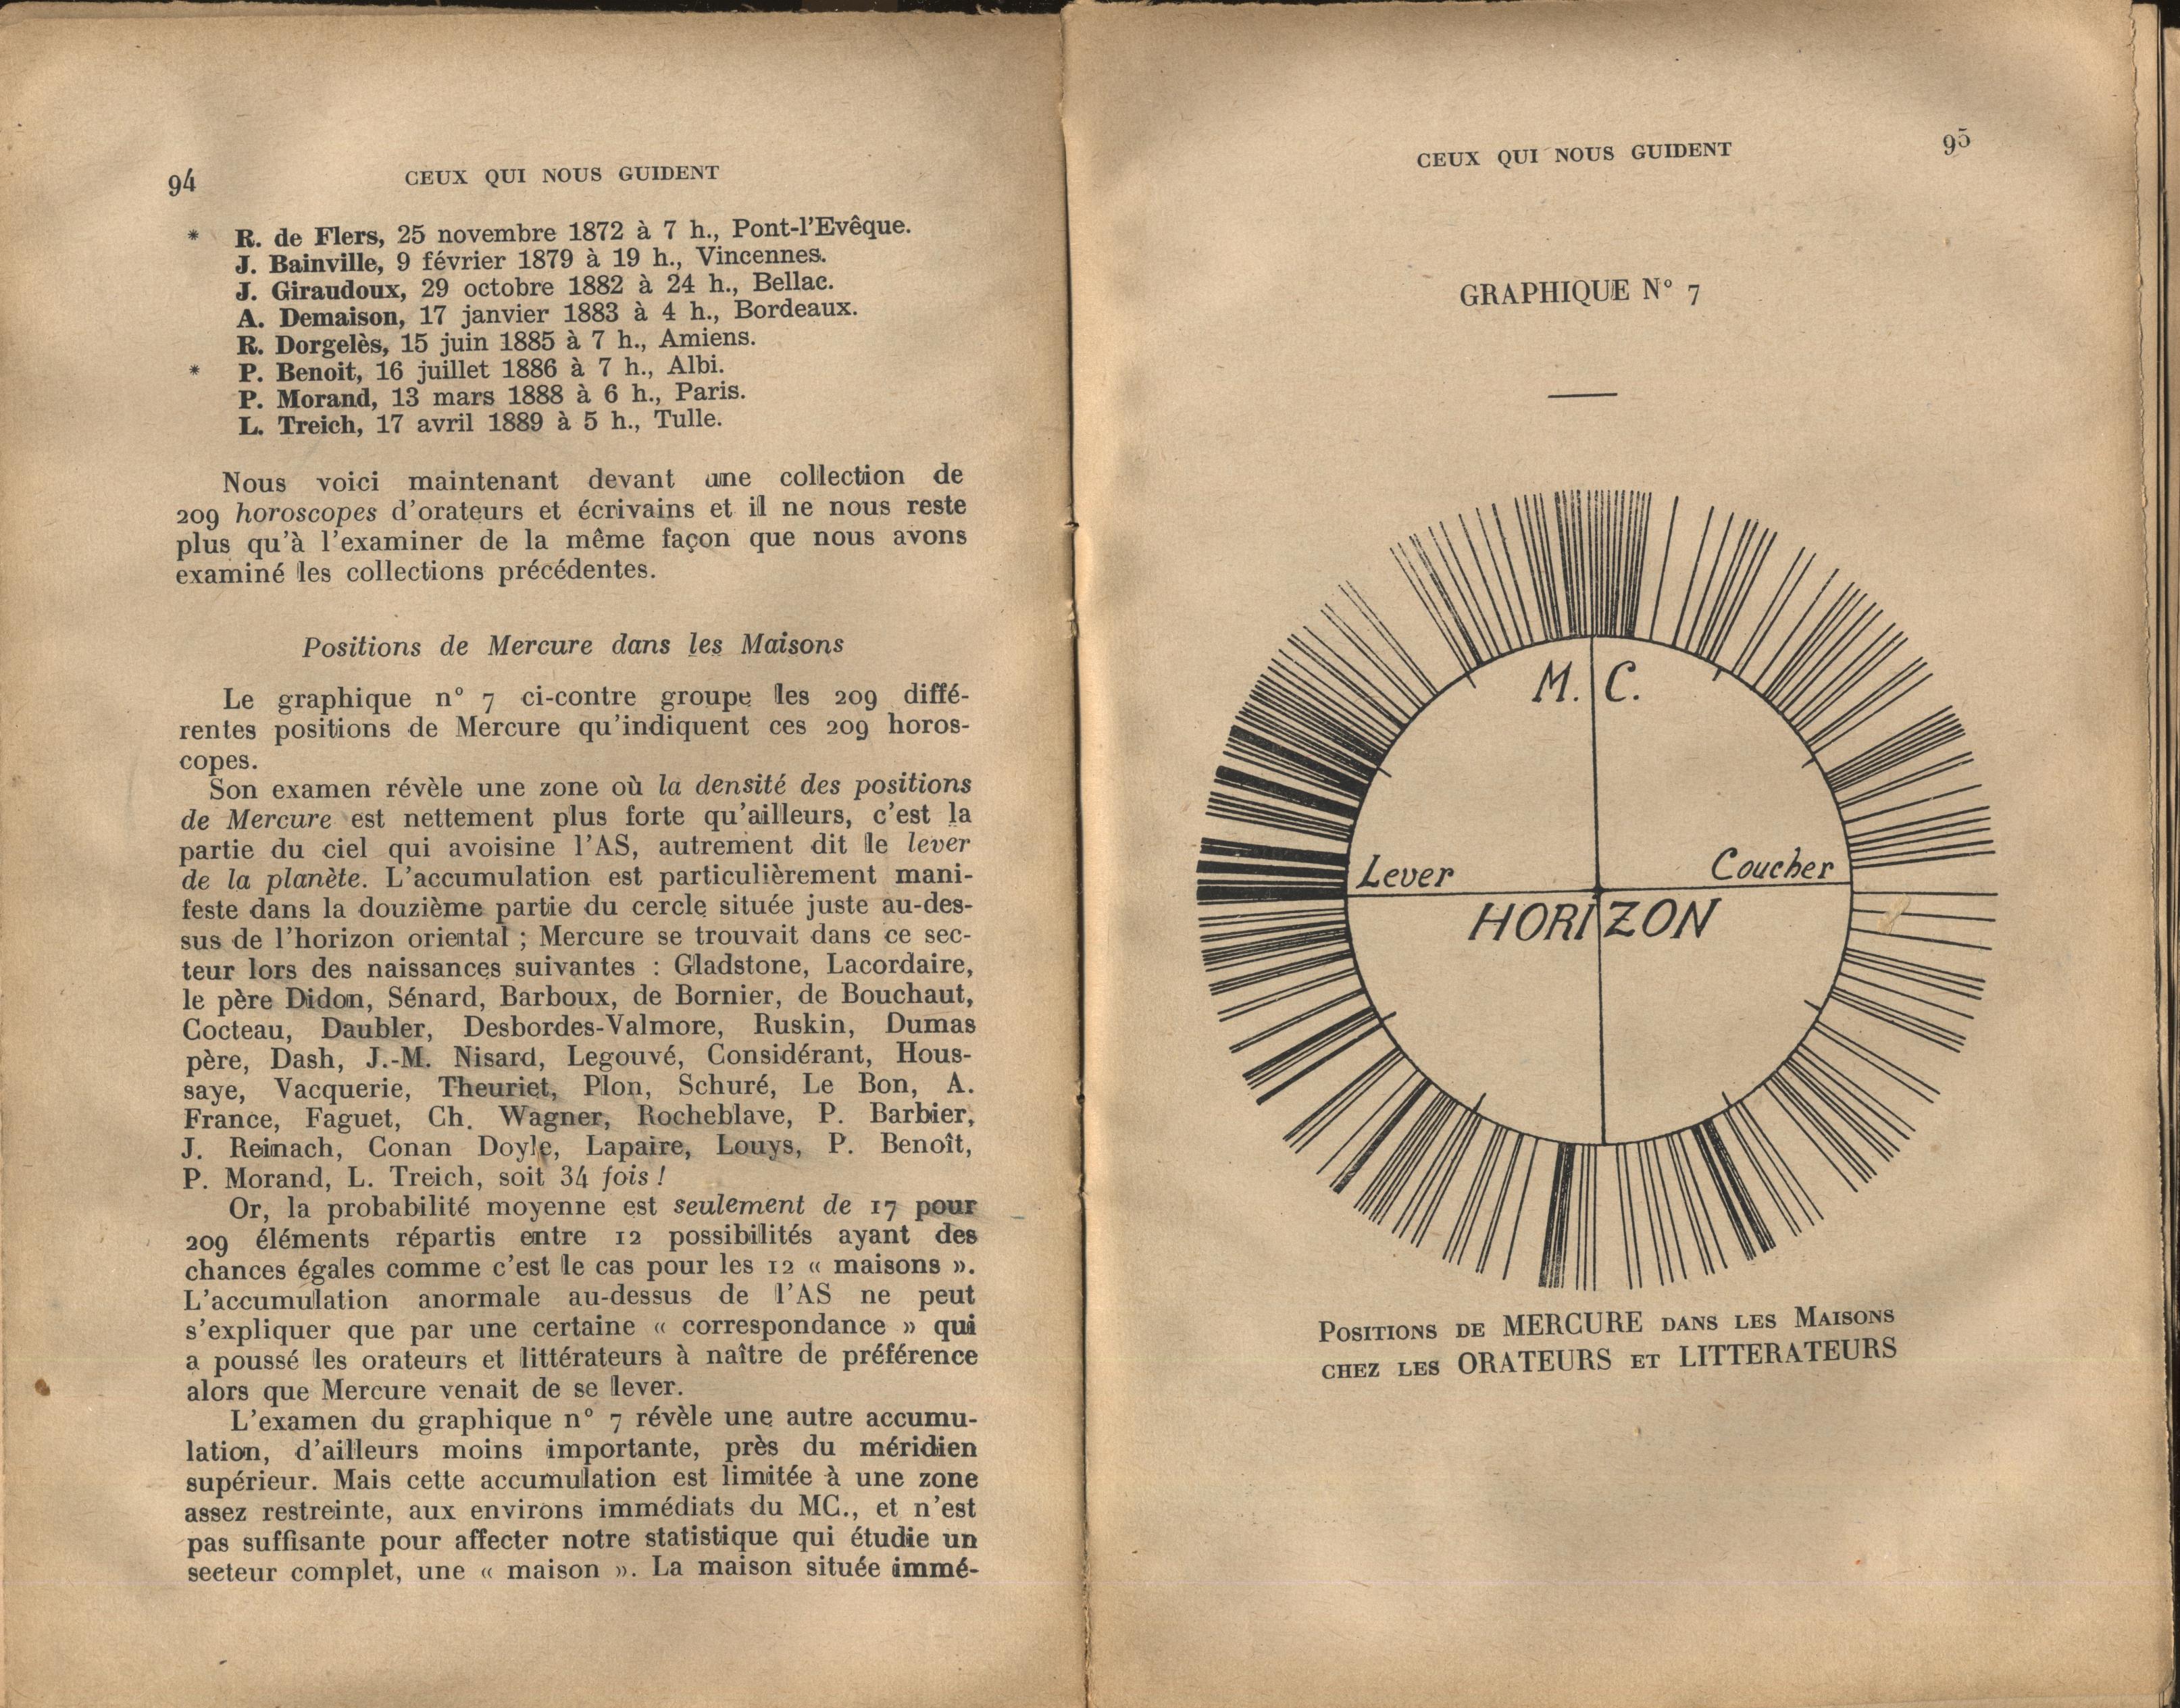 94
CEUX QUI NOUS GUIDENT
* R. de Flers, 25 novembre 1872 à 7 h., Pont-l'Evêque.
J. Bainville, 9 février 1879 à 19 h., Vincennes.
J. Giraudoux, 29 octobre 1882 à 24 h., Bellac.
A. Demaison, 17 janvier 1883 à 4 h., Bordeaux.
R. Dorgelès, 15 juin 1885 à 7 h., Amiens.
* P. Benoit, 16 juillet 1886 à 7 h., Albi.
P. Morand, 13 mars 1888 à 6 h., Paris.
L. Treich, 17 avril 1889 à 5 h., Tulle.
Nous voici maintenant devant une collection de
209 horoscopes d'orateurs et écrivains et il ne nous reste
plus qu'à l'examiner de la même façon que nous avons
examiné les collections précédentes.
Positions de Mercure dans les Maisons
Le graphique n° 7 ci-contre groupe les 209 diffé-
rentes positions de Mercure qu'indiquent ces 209 horos-
copes.
Son examen révèle une zone où la densité des positions
de Mercure est nettement plus forte qu'ailleurs, c'est la
partie du ciel qui avoisine l'AS, autrement dit le lever
de la planète. L'accumulation est particulièrement mani-
feste dans la douzième partie du cercle située juste au-des-
sus de l'horizon oriental ; Mercure se trouvait dans ce sec-
teur lors des naissances suivantes : Gladstone, Lacordaire,
le père Didon, Sénard, Barboux, de Bornier, de Bouchaut,
Cocteau, Daubler, Desbordes-Valmore, Ruskin, Dumas
père, Dash, J.-M. Nisard, Legouvé, Considérant, Hous-
saye, Vacquerie, Theuriet, Plon, Schuré, Le Bon, A.
France, Faguet, Ch. Wagner, Rocheblave, P. Barbier,
J. Reinach, Conan Doyle, Lapaire, Louys, P. Benoît,
P. Morand, L. Treich, soit 34 fois !
Or, la probabilité moyenne est seulement de 17 pour
209 éléments répartis entre 12 possibilités ayant des
chances égales comme c'est le cas pour les 12 « maisons ».
L'accumulation anormale au-dessus de l'AS ne peut
s'expliquer que par une certaine « correspondance » qui
a poussé les orateurs et littérateurs à naître de préférence
alors que Mercure venait de se lever.
L'examen du graphique n° 7 révèle une autre accumu-
lation, d'ailleurs moins importante, près du méridien
supérieur. Mais cette accumulation est limitée à une zone
assez restreinte, aux environs immédiats du MC., et n'est
pas suffisante pour affecter notre statistique qui étudie un
secteur complet, une « maison ». La maison située immé-
CEUX QUI NOUS GUIDENT
95
GRAPHIQUE N° 7
M. C.
Lever
Coucher
HORIZON
POSITIONS DE MERCURE DANS LES MAISONS
CHEZ LES ORATEURS ET LITTERATEURS